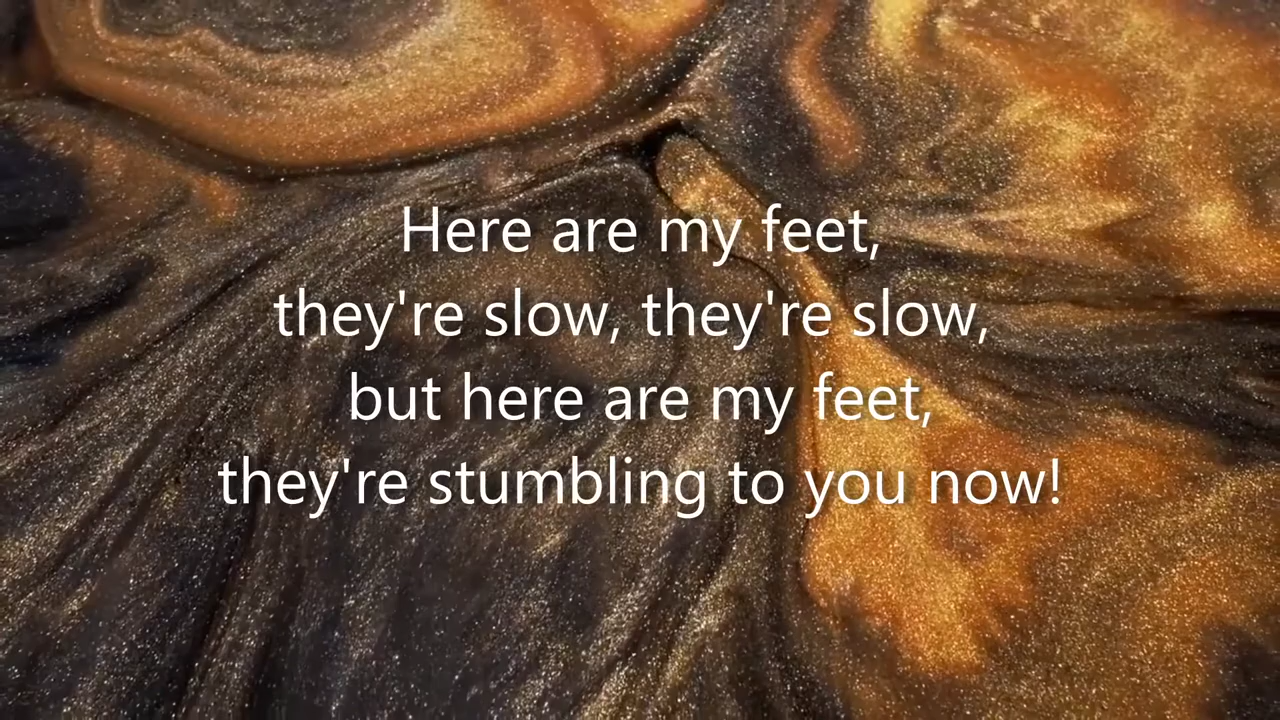 Here are my feet,
they're slow, they're slow,
but here are my feet,
they're stumbling to you now!